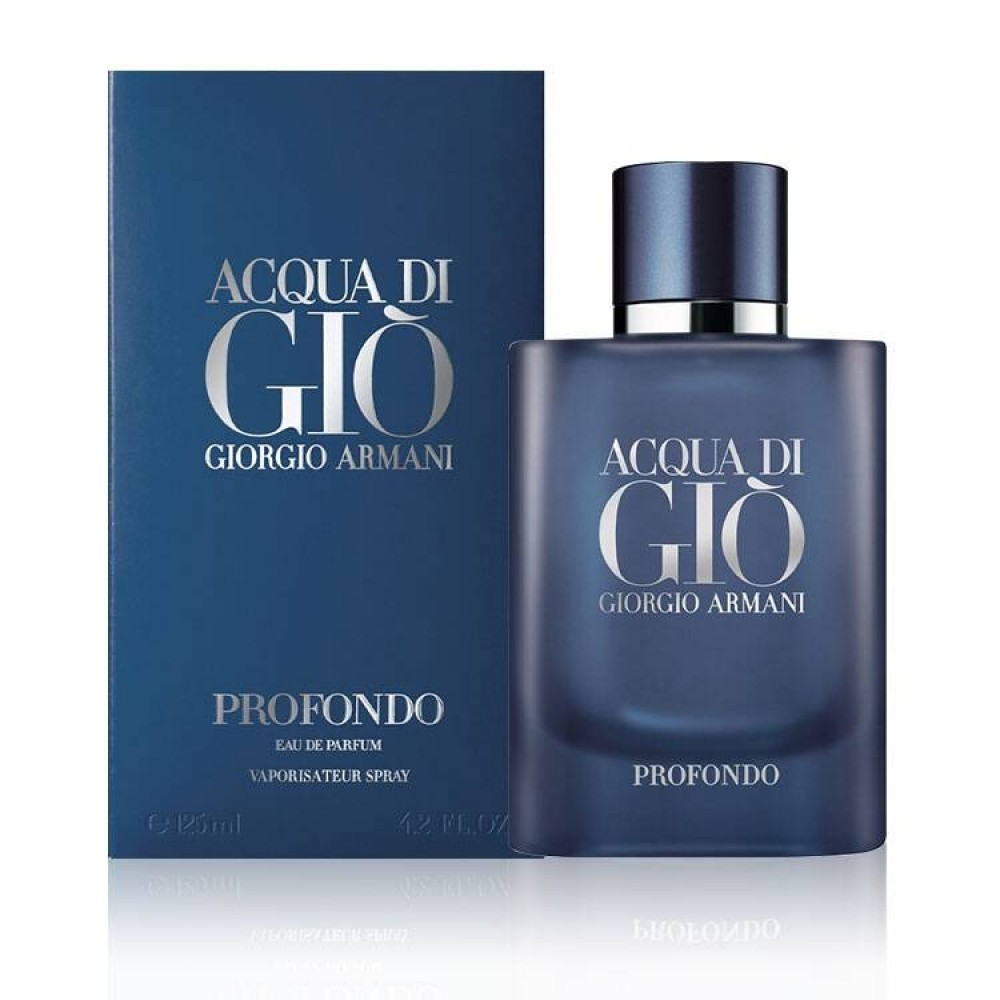 ACQUA DI
GIÒ
GIORGIO ARMANI
PROFONDO
EAU DE PARFUM
VAPORISATEUR SPRAY
e 125 ml
4.2 FL.OZ
ACQUA DI
GIÒ
GIORGIO ARMANI
PROFONDO